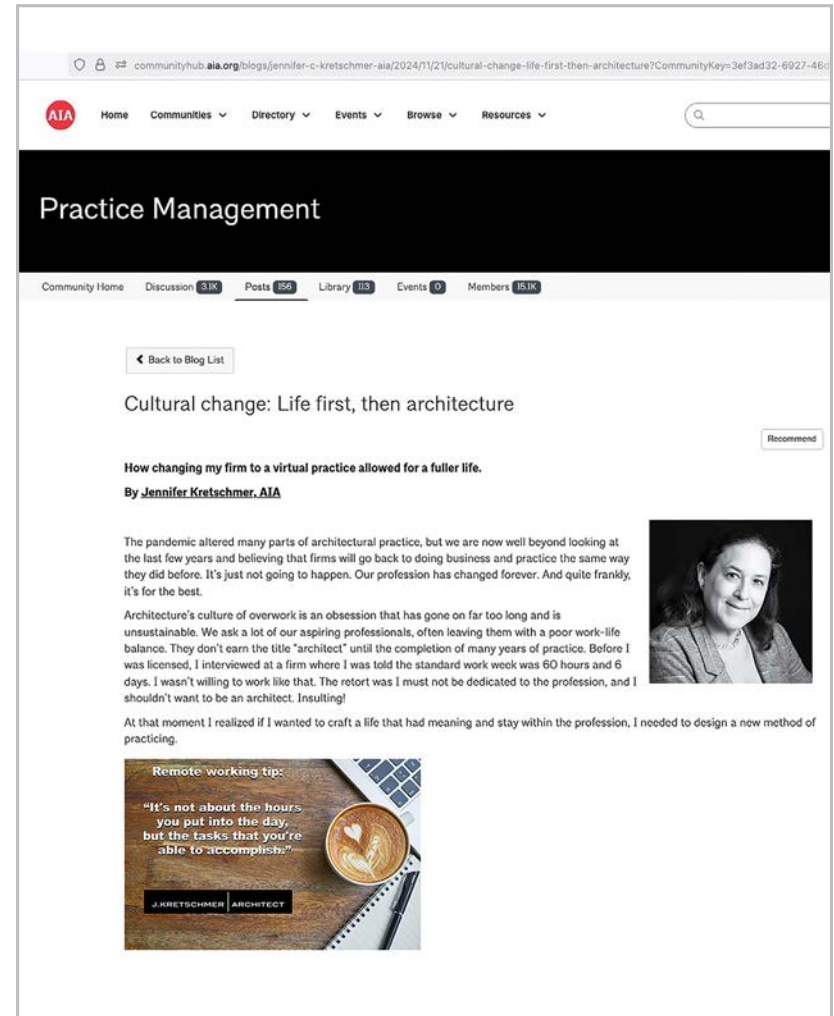 communityhub.aia.org/blogs/jennifer-c-kretschmer-aia/2024/11/21/cultural-change-life-first-then-architecture?CommunityKey=3ef3ad32-6927-46d
AIA Home Communities Directory Events Browse Resources
Practice Management
Community Home Discussion 3.1K Posts 156 Library 113 Events 0 Members 15.1K
Back to Blog List
Cultural change: Life first, then architecture
Recommend
How changing my firm to a virtual practice allowed for a fuller life.
By Jennifer Kretschmer, AIA
The pandemic altered many parts of architectural practice, but we are now well beyond looking at
the last few years and believing that firms will go back to doing business and practice the same way
they did before. It's just not going to happen. Our profession has changed forever. And quite frankly,
it's for the best.
Architecture's culture of overwork is an obsession that has gone on far too long and is
unsustainable. We ask a lot of our aspiring professionals, often leaving them with a poor work-life
balance. They don't earn the title "architect" until the completion of many years of practice. Before I
was licensed, I interviewed at a firm where I was told the standard work week was 60 hours and 6
days. I wasn't willing to work like that. The retort was I must not be dedicated to the profession, and I
shouldn't want to be an architect. Insulting!
At that moment I realized if I wanted to craft a life that had meaning and stay within the profession, I needed to design a new method of
practicing.
Remote working tip:
"It's not about the hours
you put into the day,
but the tasks that you're
able to accomplish."
J.KRETSCHMER ARCHITECT